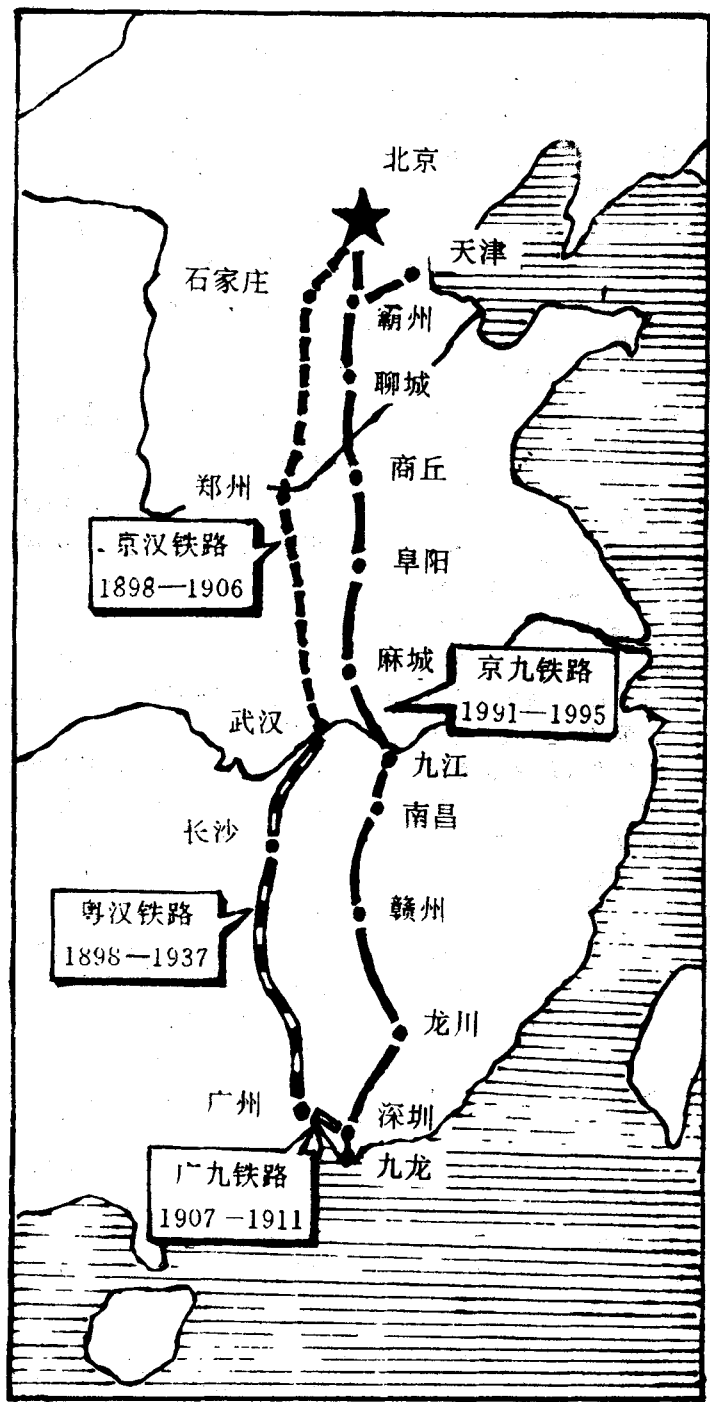 北京
天津
石家庄
霸州
聊城
商丘
郑州
京汉铁路
1898—1906
阜阳
麻城
京九铁路
1991—1995
武汉
九江
南昌
长沙
粤汉铁路
1898—1937
赣州
龙川
广州
深圳
九龙
广九铁路
1907—1911